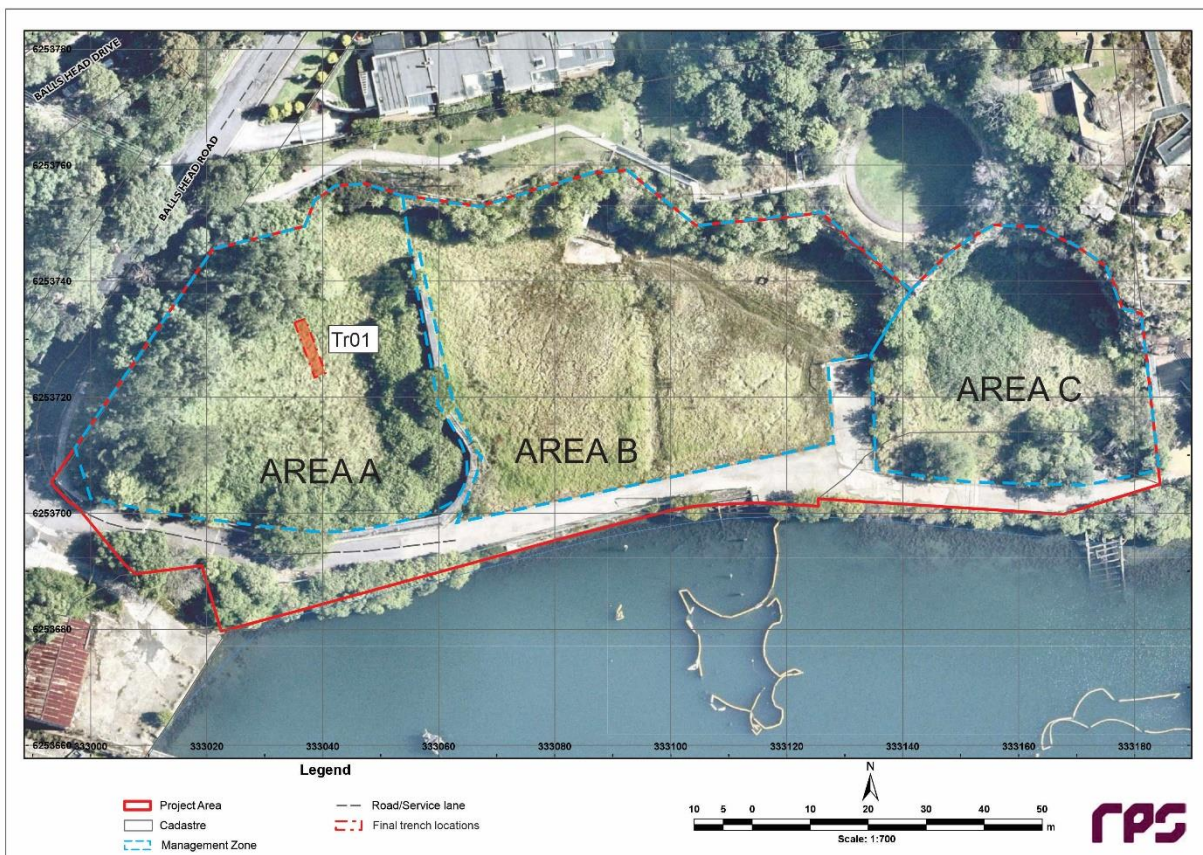 6253780
BALLS HEAD DRIVE
BALLS HEAD ROAD
6253760
6253740
Tr01
6253720
AREA A
AREA B
AREA C
6253700
6253680
6253660
333000
333020
333040
333060
333080
333100
333120
333140
333160
333180
Legend
Project Area
Cadastre
Management Zone
Road/Service lane
Final trench locations
N
10 5 0 10 20 30 40 50
m
Scale: 1:700
rps